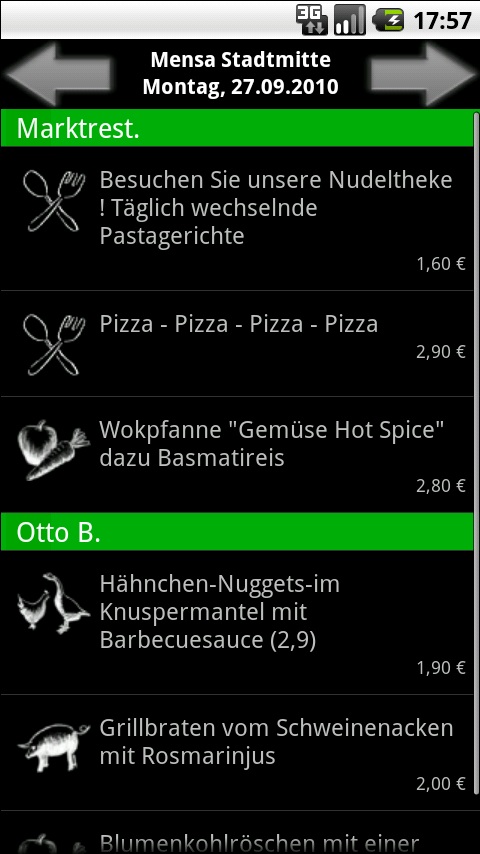 3G
17:57
Mensa Stadtmitte
Montag, 27.09.2010
Marktrest.
Besuchen Sie unsere Nudeltheke
! Täglich wechselnde
Pastagerichte
1,60 €
Pizza - Pizza - Pizza - Pizza
2,90 €
Wokpfanne "Gemüse Hot Spice"
dazu Basmatireis
2,80 €
Otto B.
Hähnchen-Nuggets-im
Knuspermantel mit
Barbecuesauce (2,9)
1,90 €
Grillbraten vom Schweinenacken
mit Rosmarinjus
2,00 €
Blumenkohlröschen mit einer